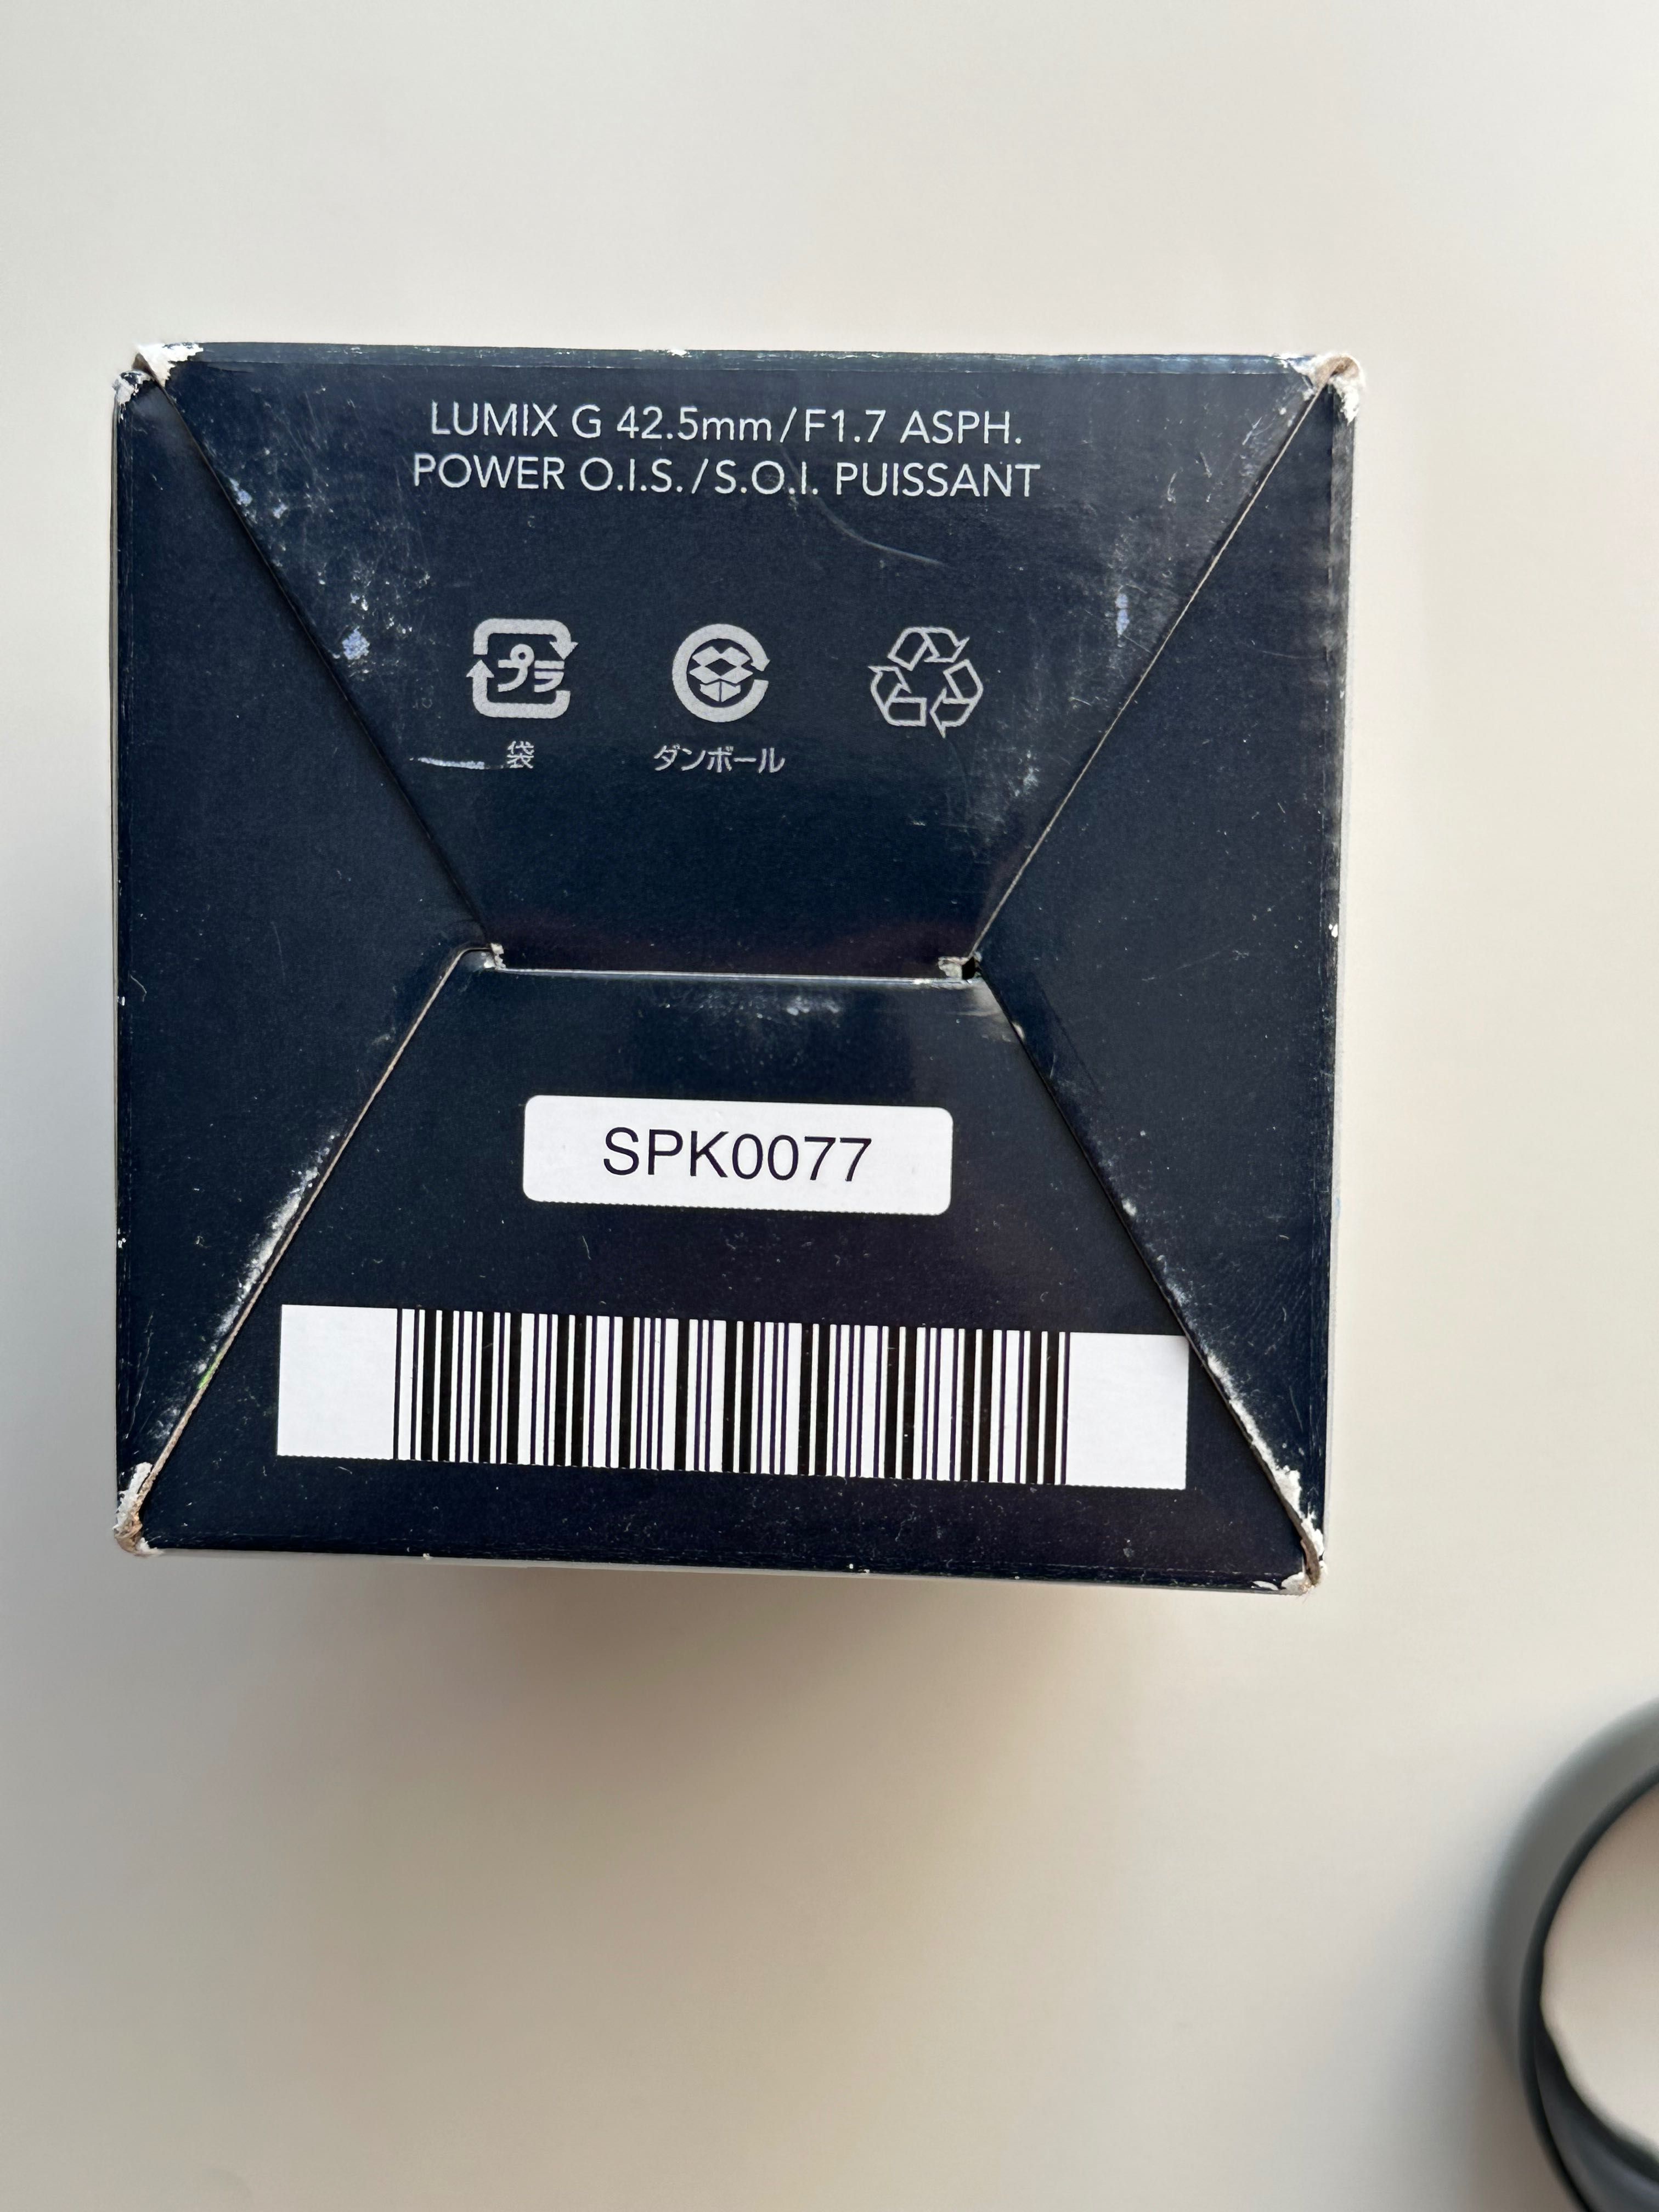 LUMIX G 42.5mm/F1.7 ASPH.
POWER O.I.S./S.O.I. PUISSANT
プラ
袋
ダンボール
SPK0077